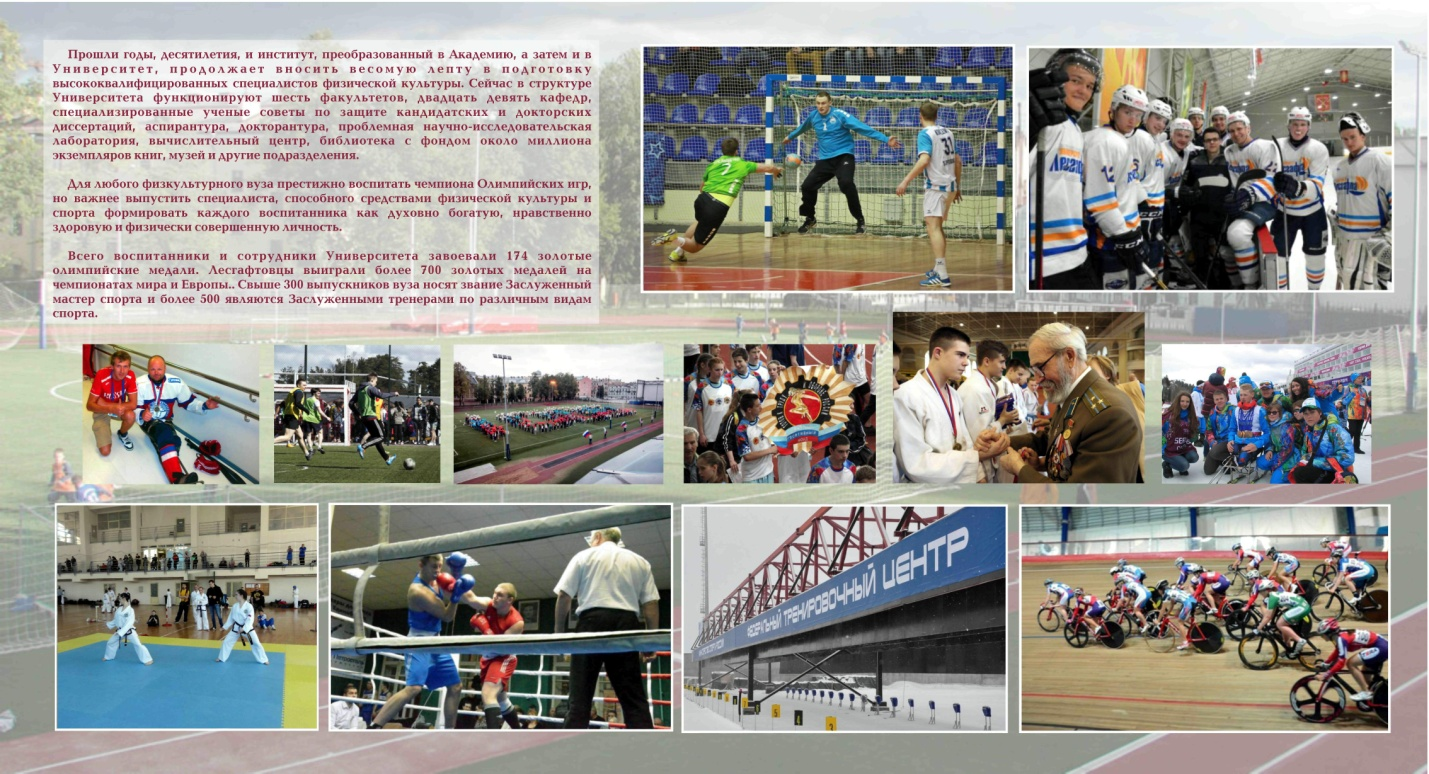 Прошли годы, десятилетия, и институт, преобразованный в Академию, а затем и в
Университет, продолжает вносить весомую лепту в подготовку
высококвалифицированных специалистов физической культуры. Сейчас в структуре
Университета функционируют шесть факультетов, двадцать девять кафедр,
специализированные ученые советы по защите кандидатских и докторских
диссертаций, аспирантура, докторантура, проблемная научно-исследовательская
лаборатория, вычислительный центр, библиотека с фондом около миллиона
экземпляров книг, музей и другие подразделения.
Для любого физкультурного вуза престижно воспитать чемпиона Олимпийских игр,
но важнее выпустить специалиста, способного средствами физической культуры и
спорта формировать каждого воспитанника как духовно богатую, нравственно
здоровую и физически совершенную личность.
Всего воспитанники и сотрудники Университета завоевали 174 золотые
олимпийские медали. Лесгафтовцы выиграли более 700 золотых медалей на
чемпионатах мира и Европы.. Свыше 300 выпускников вуза носят звание Заслуженный
мастер спорта и более 500 являются Заслуженными тренерами по различным видам
спорта.
2
31
12
CCM
ФЕДЕРАЛЬНЫЙ ТРЕНИРОВОЧНЫЙ ЦЕНТР